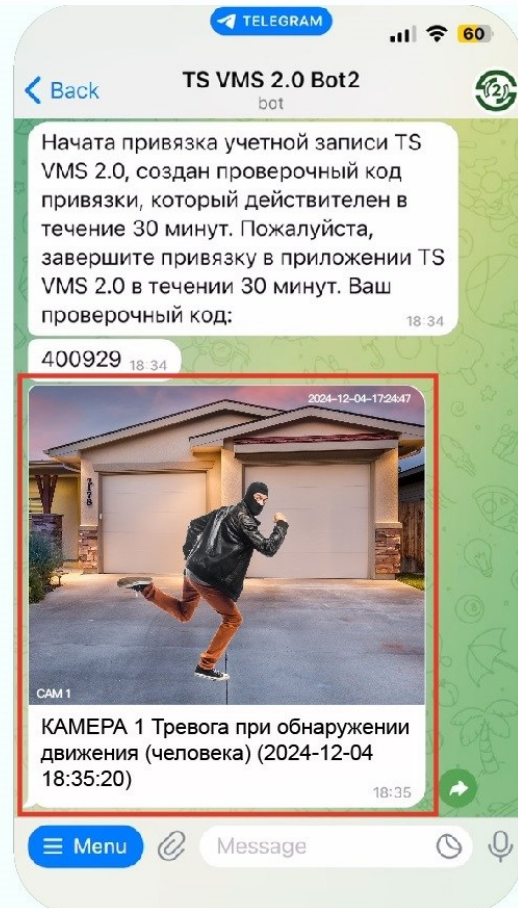 TELEGRAM
60
Back
TS VMS 2.0 Bot2
bot
(2)
Начата привязка учетной записи TS
VMS 2.0, создан проверочный код
привязки, который действителен в
течение 30 минут. Пожалуйста,
завершите привязку в приложении TS
VMS 2.0 в течении 30 минут. Ваш
проверочный код:
18:34
400929 18:34
2024-12-04-17:24:47
CAM 1
КАМЕРА 1 Тревога при обнаружении
движения (человека) (2024-12-04
18:35:20)
18:35
Menu
Message